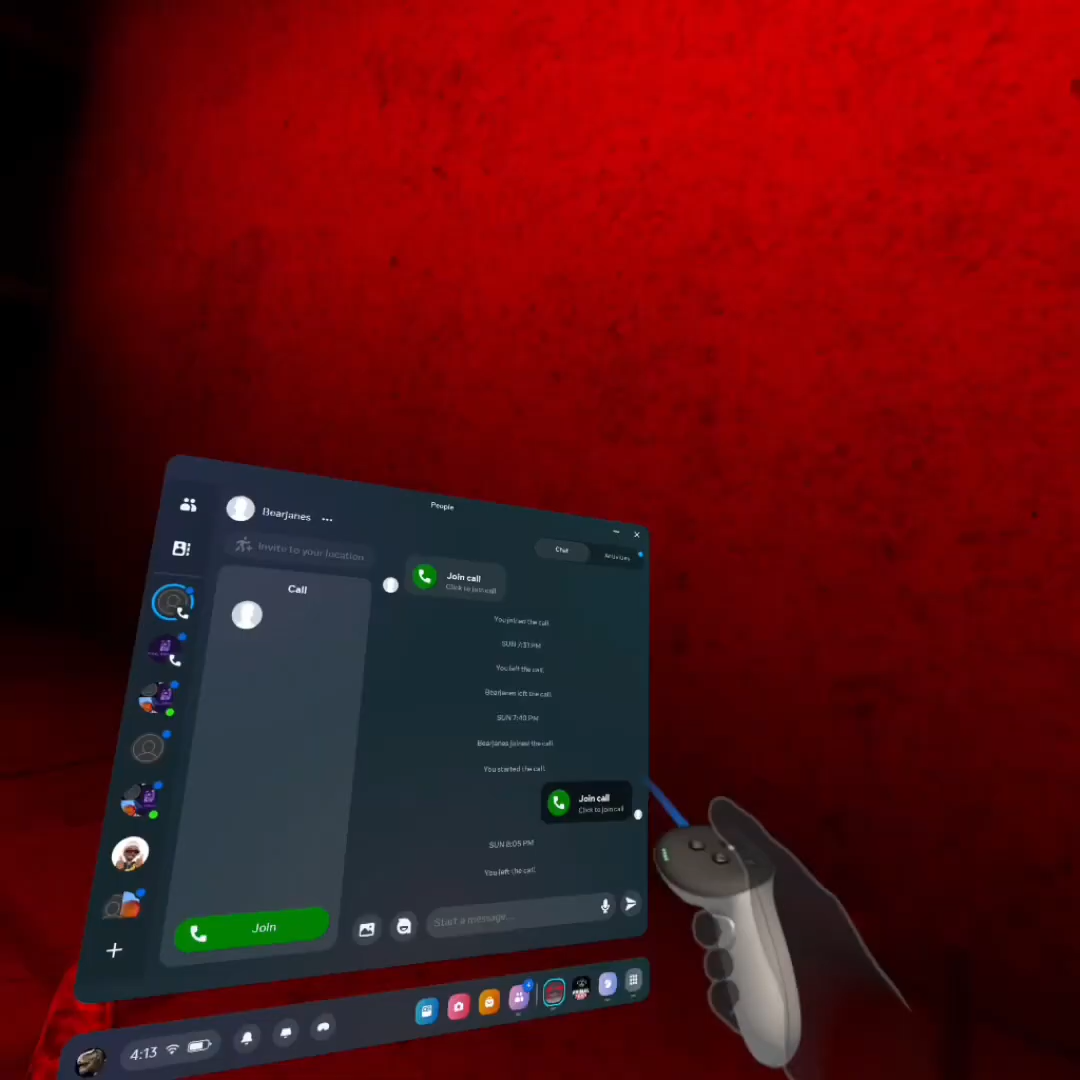 People
Bearjanes ...
Invite to your location
Call
Chat
Join call
Click to join call
You joined the call.
SUN 7:31 PM
You left the call.
Bearjanes left the call.
SUN 7:40 PM
Bearjanes joined the call.
You started the call.
Join call
Click to join call
SUN 8:05 PM
You left the call.
Join
Start a message...
4:13